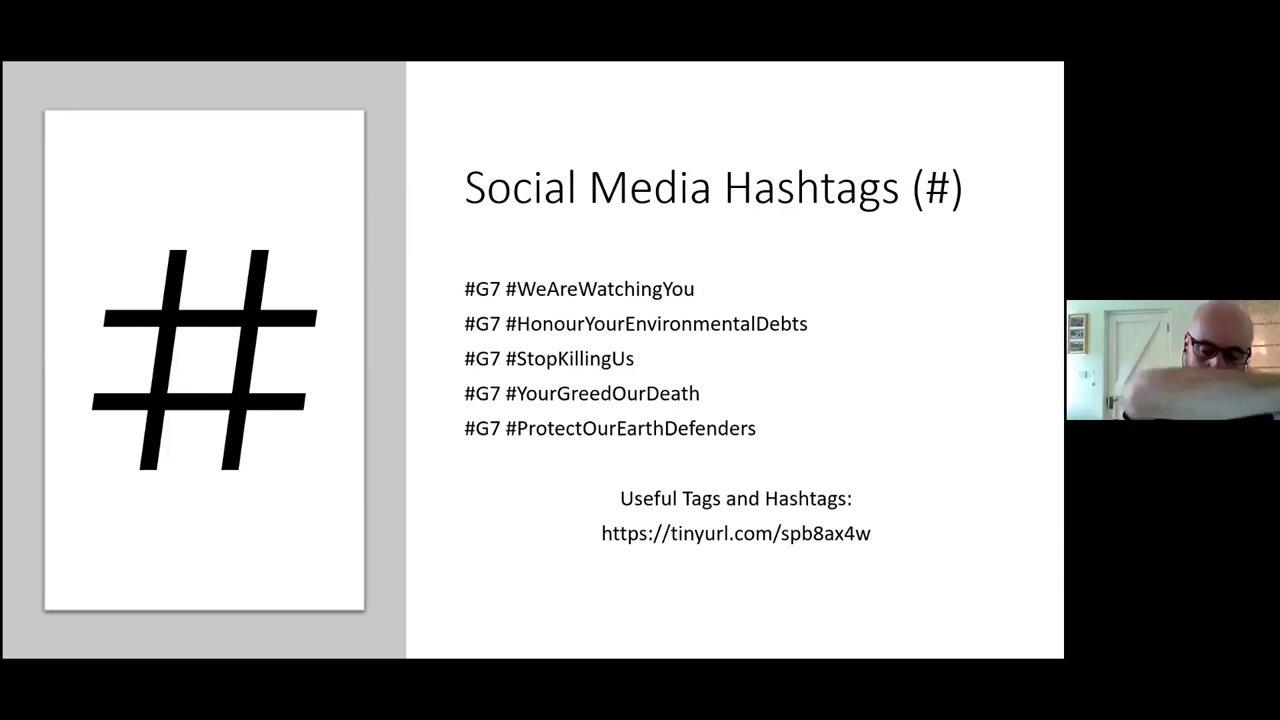 Social Media Hashtags (#)
#G7 #WeAreWatchingYou
#G7 #HonourYourEnvironmentalDebts
#G7 #StopKillingUs
#G7 #YourGreedOurDeath
#G7 #ProtectOurEarthDefenders
Useful Tags and Hashtags:
https://tinyurl.com/spb8ax4w
#